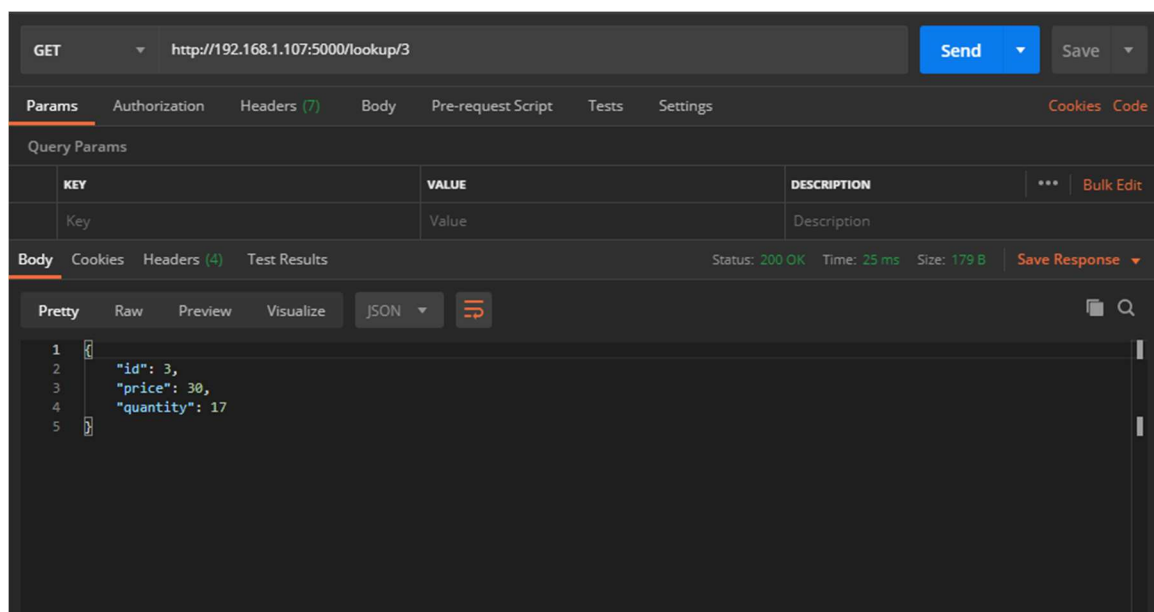 GET http://192.168.1.107:5000/lookup/3 Send Save
Params Authorization Headers (7) Body Pre-request Script Tests Settings Cookies Code
Query Params
KEY VALUE DESCRIPTION ••• Bulk Edit
Key Value Description
Body Cookies Headers (4) Test Results Status: 200 OK Time: 25 ms Size: 179 B Save Response
Pretty Raw Preview Visualize JSON
1 {
2 "id": 3,
3 "price": 30,
4 "quantity": 17
5 }